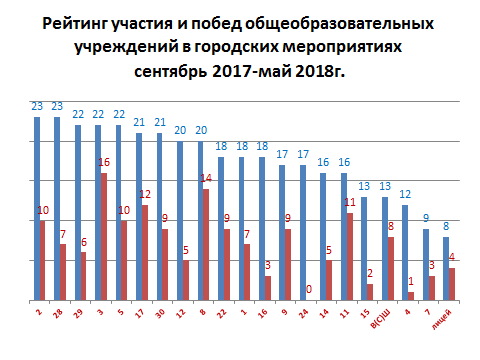 Рейтинг участия и побед общеобразовательных
учреждений в городских мероприятиях
сентябрь 2017-май 2018г.
23 23 22 22 22 21 21 20 20 18 18 18 17 17 16 16 13 13 12 9 8
10 7 6 16 10 12 9 5 14 9 7 3 9 0 5 11 2 8 1 3 4
2 28 29 3 5 17 30 12 8 22 1 16 9 24 14 11 15 В(С)Ш 4 7 лицей